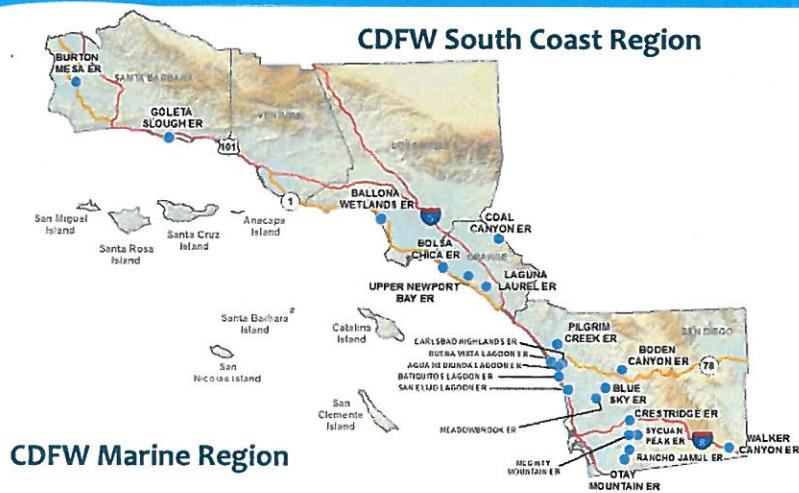 CDFW South Coast Region
BURTON
MESA ER
SANTA BARBARA
GOLETA
SLOUGH ER
VENTURA
LOS ANGELES
101
1
5
San Miguel
Island
Santa Rosa
Island
Santa Cruz
Island
Anacapa
Island
BALLONA
WETLANDS ER
COAL
CANYON ER
BOLSA
CHICA ER
ORANGE
LAGUNA
LAUREL ER
UPPER NEWPORT
BAY ER
Santa Barbara
Island
Catalina
Island
San
Nicolas Island
San
Clemente
Island
PILGRIM
CREEK ER
SAN DIEGO
CARLSBAD HIGHLANDS ER
BUENA VISTA LAGOON ER
AGUA HEDIONDA LAGOON ER
BATIQUITOS LAGOON ER
SAN ELIJO LAGOON ER
BODEN
CANYON ER
78
BLUE
SKY ER
MEADOWBROOK ER
CRESTRIDGE ER
SYCUAN
PEAK ER
8
WALKER
CANYON ER
MCGINTY
MOUNTAIN ER
RANCHO JAMUL ER
OTAY
MOUNTAIN ER
CDFW Marine Region